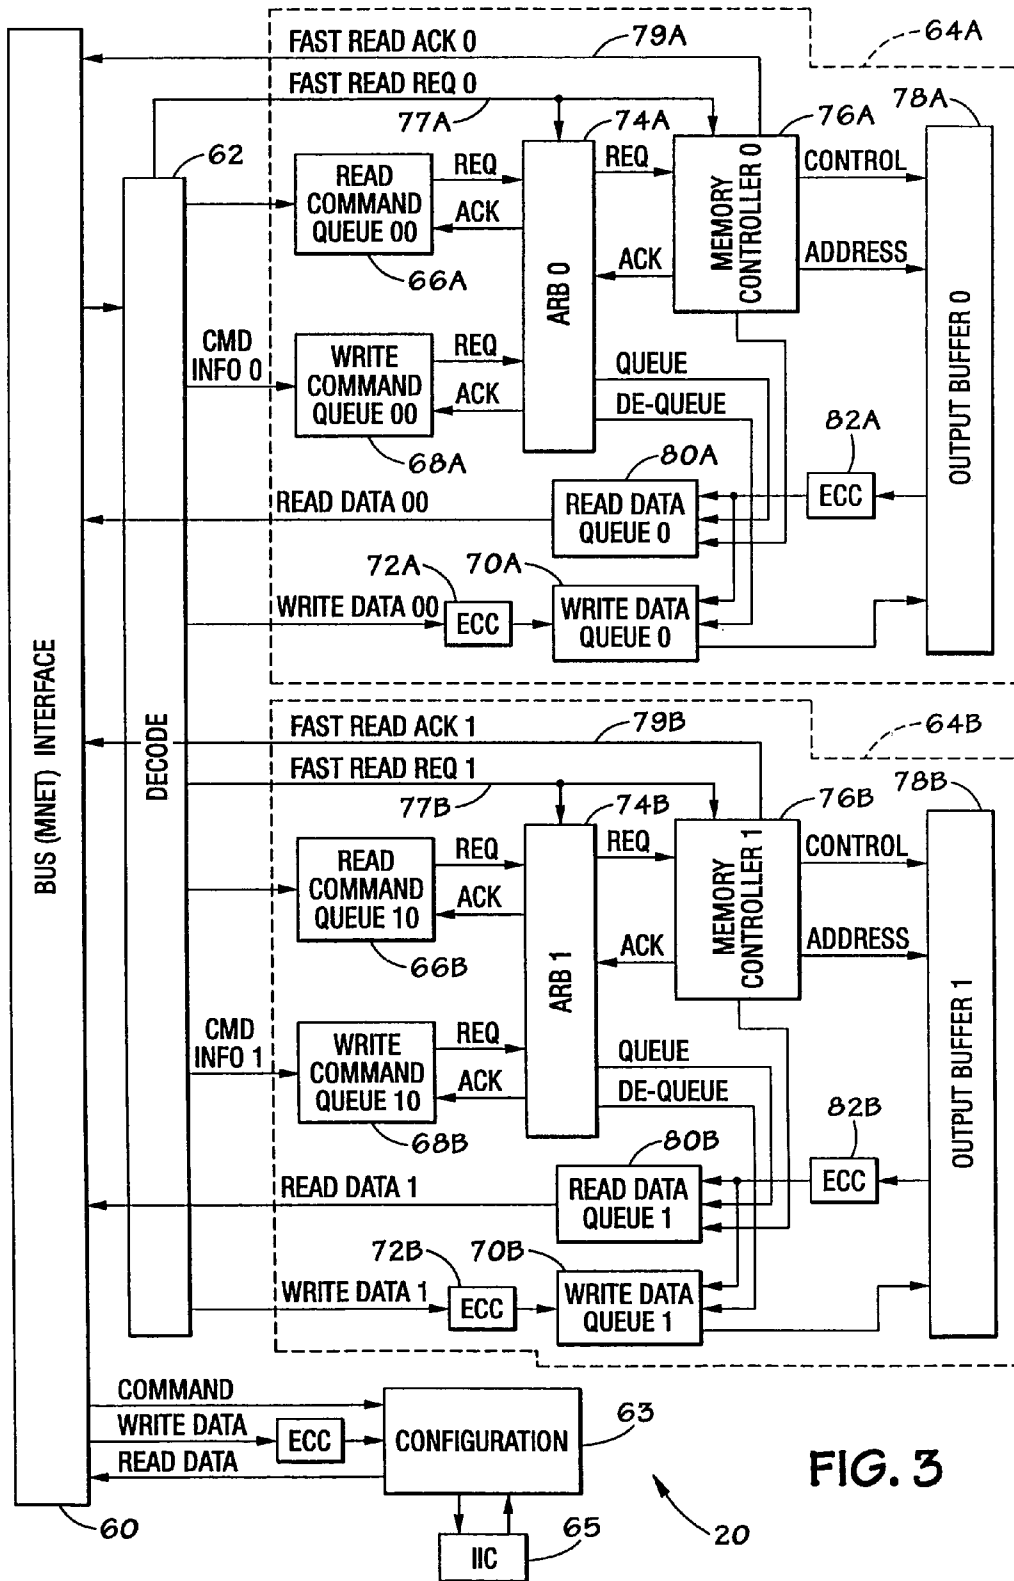 FAST READ ACK 0
79A
64A
FAST READ REQ 0
77A
74A
76A
78A
62
READ
COMMAND
QUEUE 00
REQ
ACK
66A
ARB 0
REQ
ACK
MEMORY
CONTROLLER 0
CONTROL
ADDRESS
OUTPUT BUFFER 0
CMD
INFO 0
WRITE
COMMAND
QUEUE 00
REQ
ACK
68A
QUEUE
DE-QUEUE
82A
ECC
80A
READ DATA 00
READ DATA
QUEUE 0
72A
70A
WRITE DATA 00
ECC
WRITE DATA
QUEUE 0
BUS (MNET) INTERFACE
DECODE
FAST READ ACK 1
79B
64B
FAST READ REQ 1
77B
74B
76B
78B
READ
COMMAND
QUEUE 10
REQ
ACK
66B
ARB 1
REQ
ACK
MEMORY
CONTROLLER 1
CONTROL
ADDRESS
OUTPUT BUFFER 1
CMD
INFO 1
WRITE
COMMAND
QUEUE 10
REQ
ACK
68B
QUEUE
DE-QUEUE
82B
ECC
80B
READ DATA 1
READ DATA
QUEUE 1
72B
70B
WRITE DATA 1
ECC
WRITE DATA
QUEUE 1
COMMAND
WRITE DATA
ECC
READ DATA
CONFIGURATION
63
60
IIC
65
20
FIG. 3